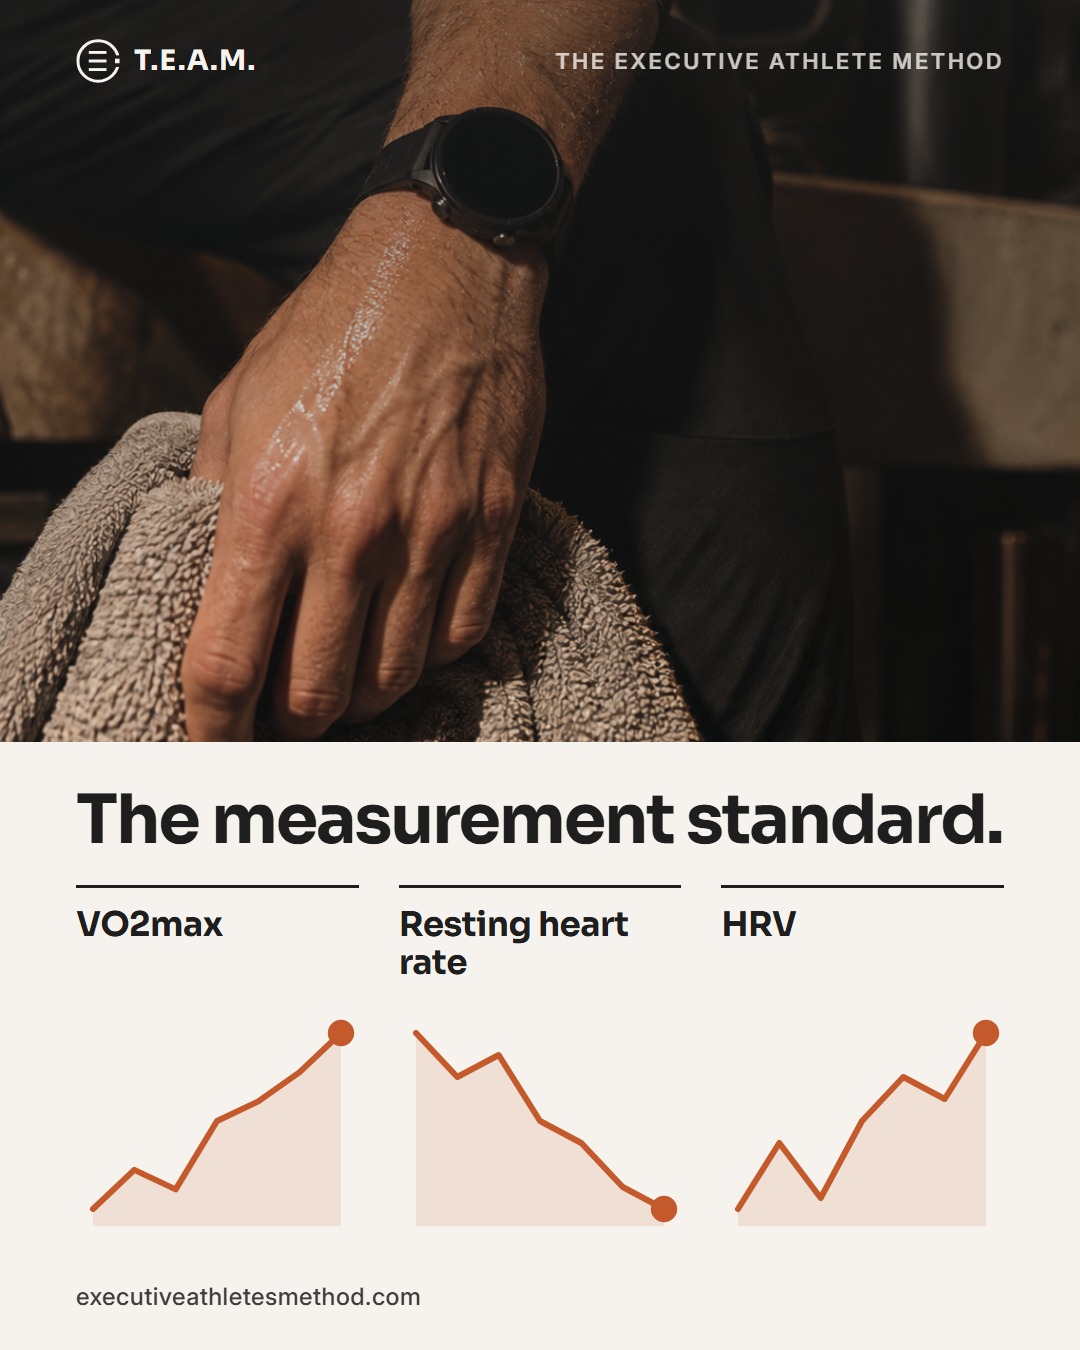 T.E.A.M.
THE EXECUTIVE ATHLETE METHOD
The measurement standard.
VO2max
Resting heart
rate
HRV
executiveathletesmethod.com